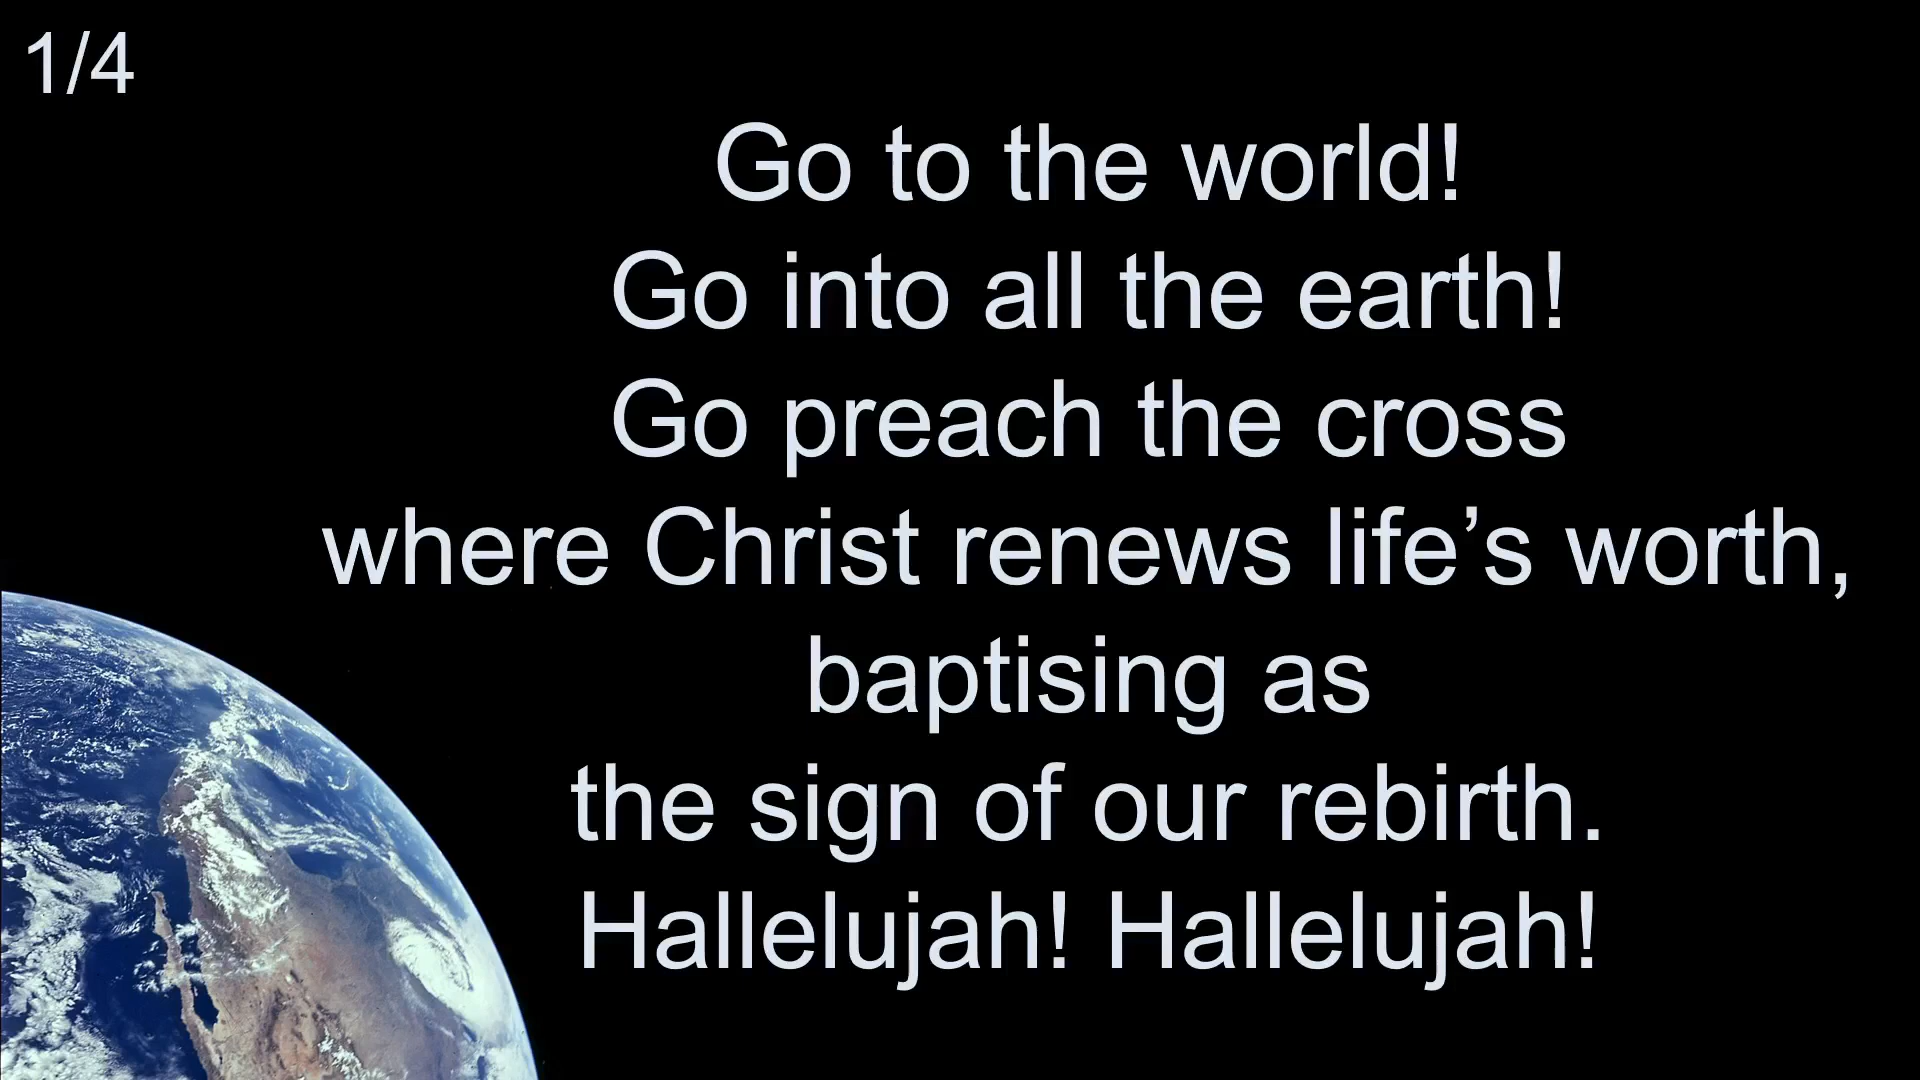 1/4
Go to the world!
Go into all the earth!
Go preach the cross
where Christ renews life’s worth,
baptising as
the sign of our rebirth.
Hallelujah! Hallelujah!